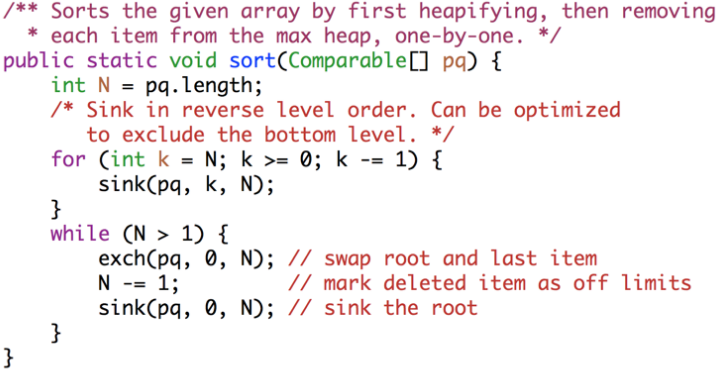 /** Sorts the given array by first heapifying, then removing
  * each item from the max heap, one-by-one. */
public static void sort(Comparable[] pq) {
    int N = pq.length;
    /* Sink in reverse level order. Can be optimized
       to exclude the bottom level. */
    for (int k = N; k >= 0; k -= 1) {
        sink(pq, k, N);
    }
    while (N > 1) {
        exch(pq, 0, N); // swap root and last item
        N -= 1;         // mark deleted item as off limits
        sink(pq, 0, N); // sink the root
    }
}